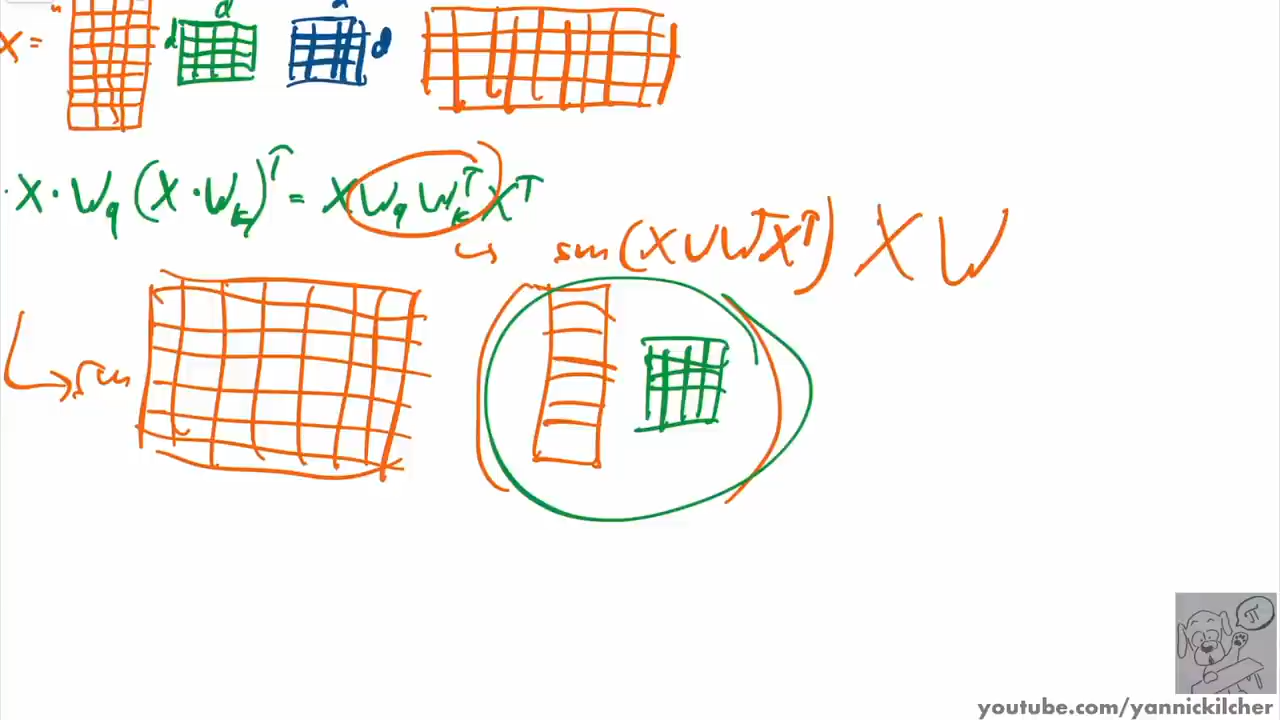 d
X =
d
d
· X · Wq (X · Wk)ᵀ = X Wq Wkᵀ Xᵀ
sm (X U Wᵀ Xᵀ) X W
sm
π
youtube.com/yannickilcher